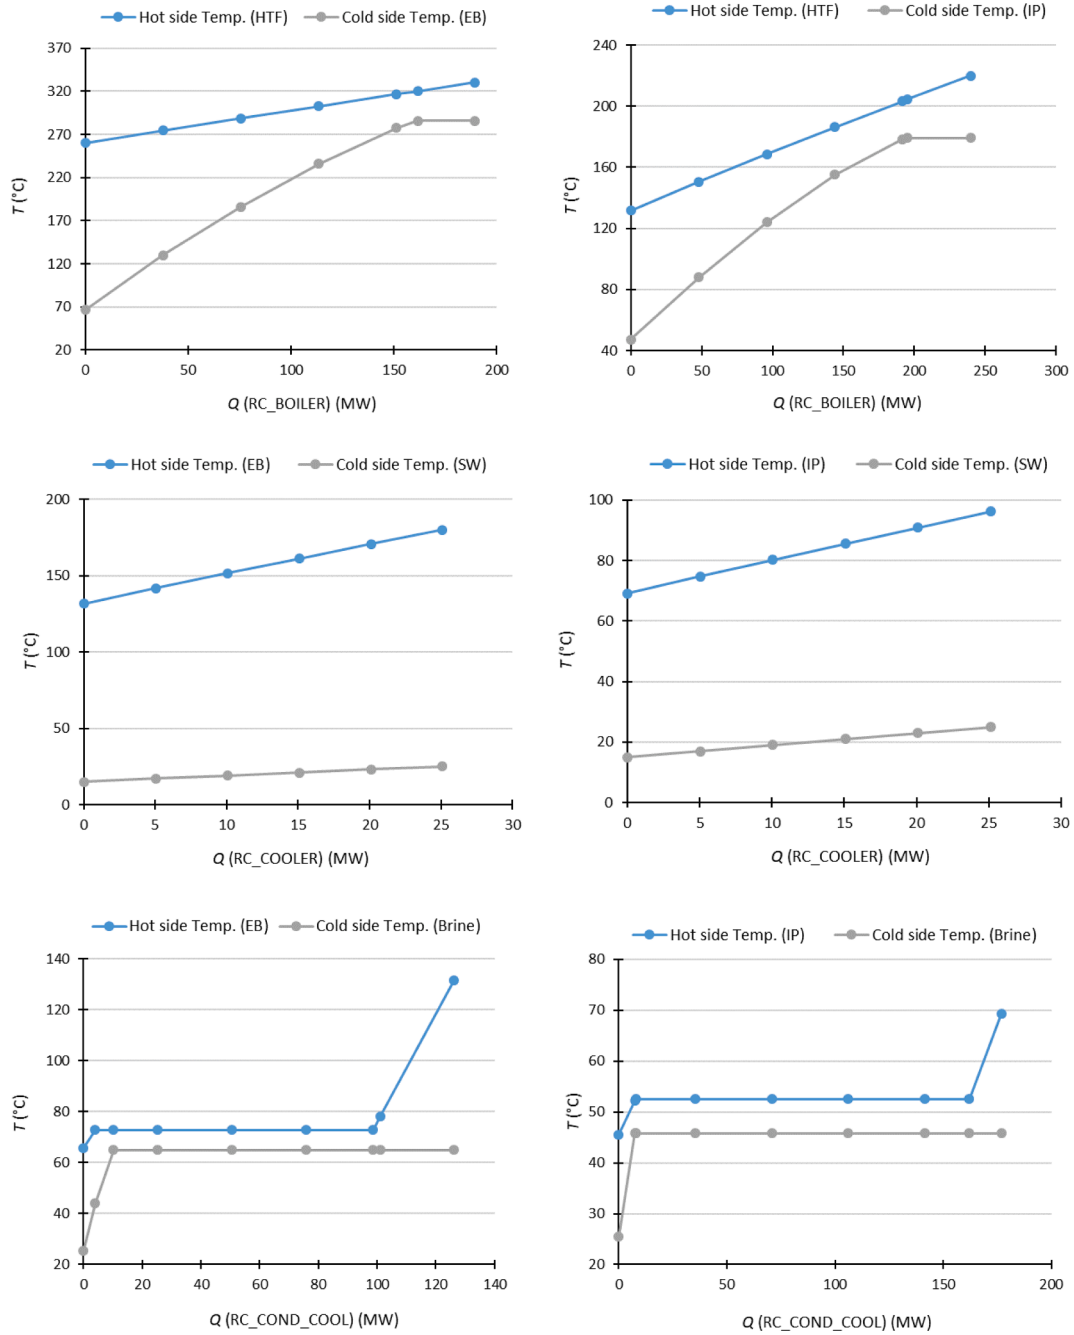 Hot side Temp. (HTF) Cold side Temp. (EB)
370
320
270
220
170
120
70
20
T (°C)
0 50 100 150 200
Q (RC_BOILER) (MW)
Hot side Temp. (HTF) Cold side Temp. (IP)
240
200
160
120
80
40
T (°C)
0 50 100 150 200 250 300
Q (RC_BOILER) (MW)
Hot side Temp. (EB) Cold side Temp. (SW)
200
150
100
50
0
T (°C)
0 5 10 15 20 25 30
Q (RC_COOLER) (MW)
Hot side Temp. (IP) Cold side Temp. (SW)
100
80
60
40
20
0
T (°C)
0 5 10 15 20 25 30
Q (RC_COOLER) (MW)
Hot side Temp. (EB) Cold side Temp. (Brine)
140
120
100
80
60
40
20
T (°C)
0 20 40 60 80 100 120 140
Q (RC_COND_COOL) (MW)
Hot side Temp. (IP) Cold side Temp. (Brine)
80
70
60
50
40
30
20
T (°C)
0 50 100 150 200
Q (RC_COND_COOL) (MW)